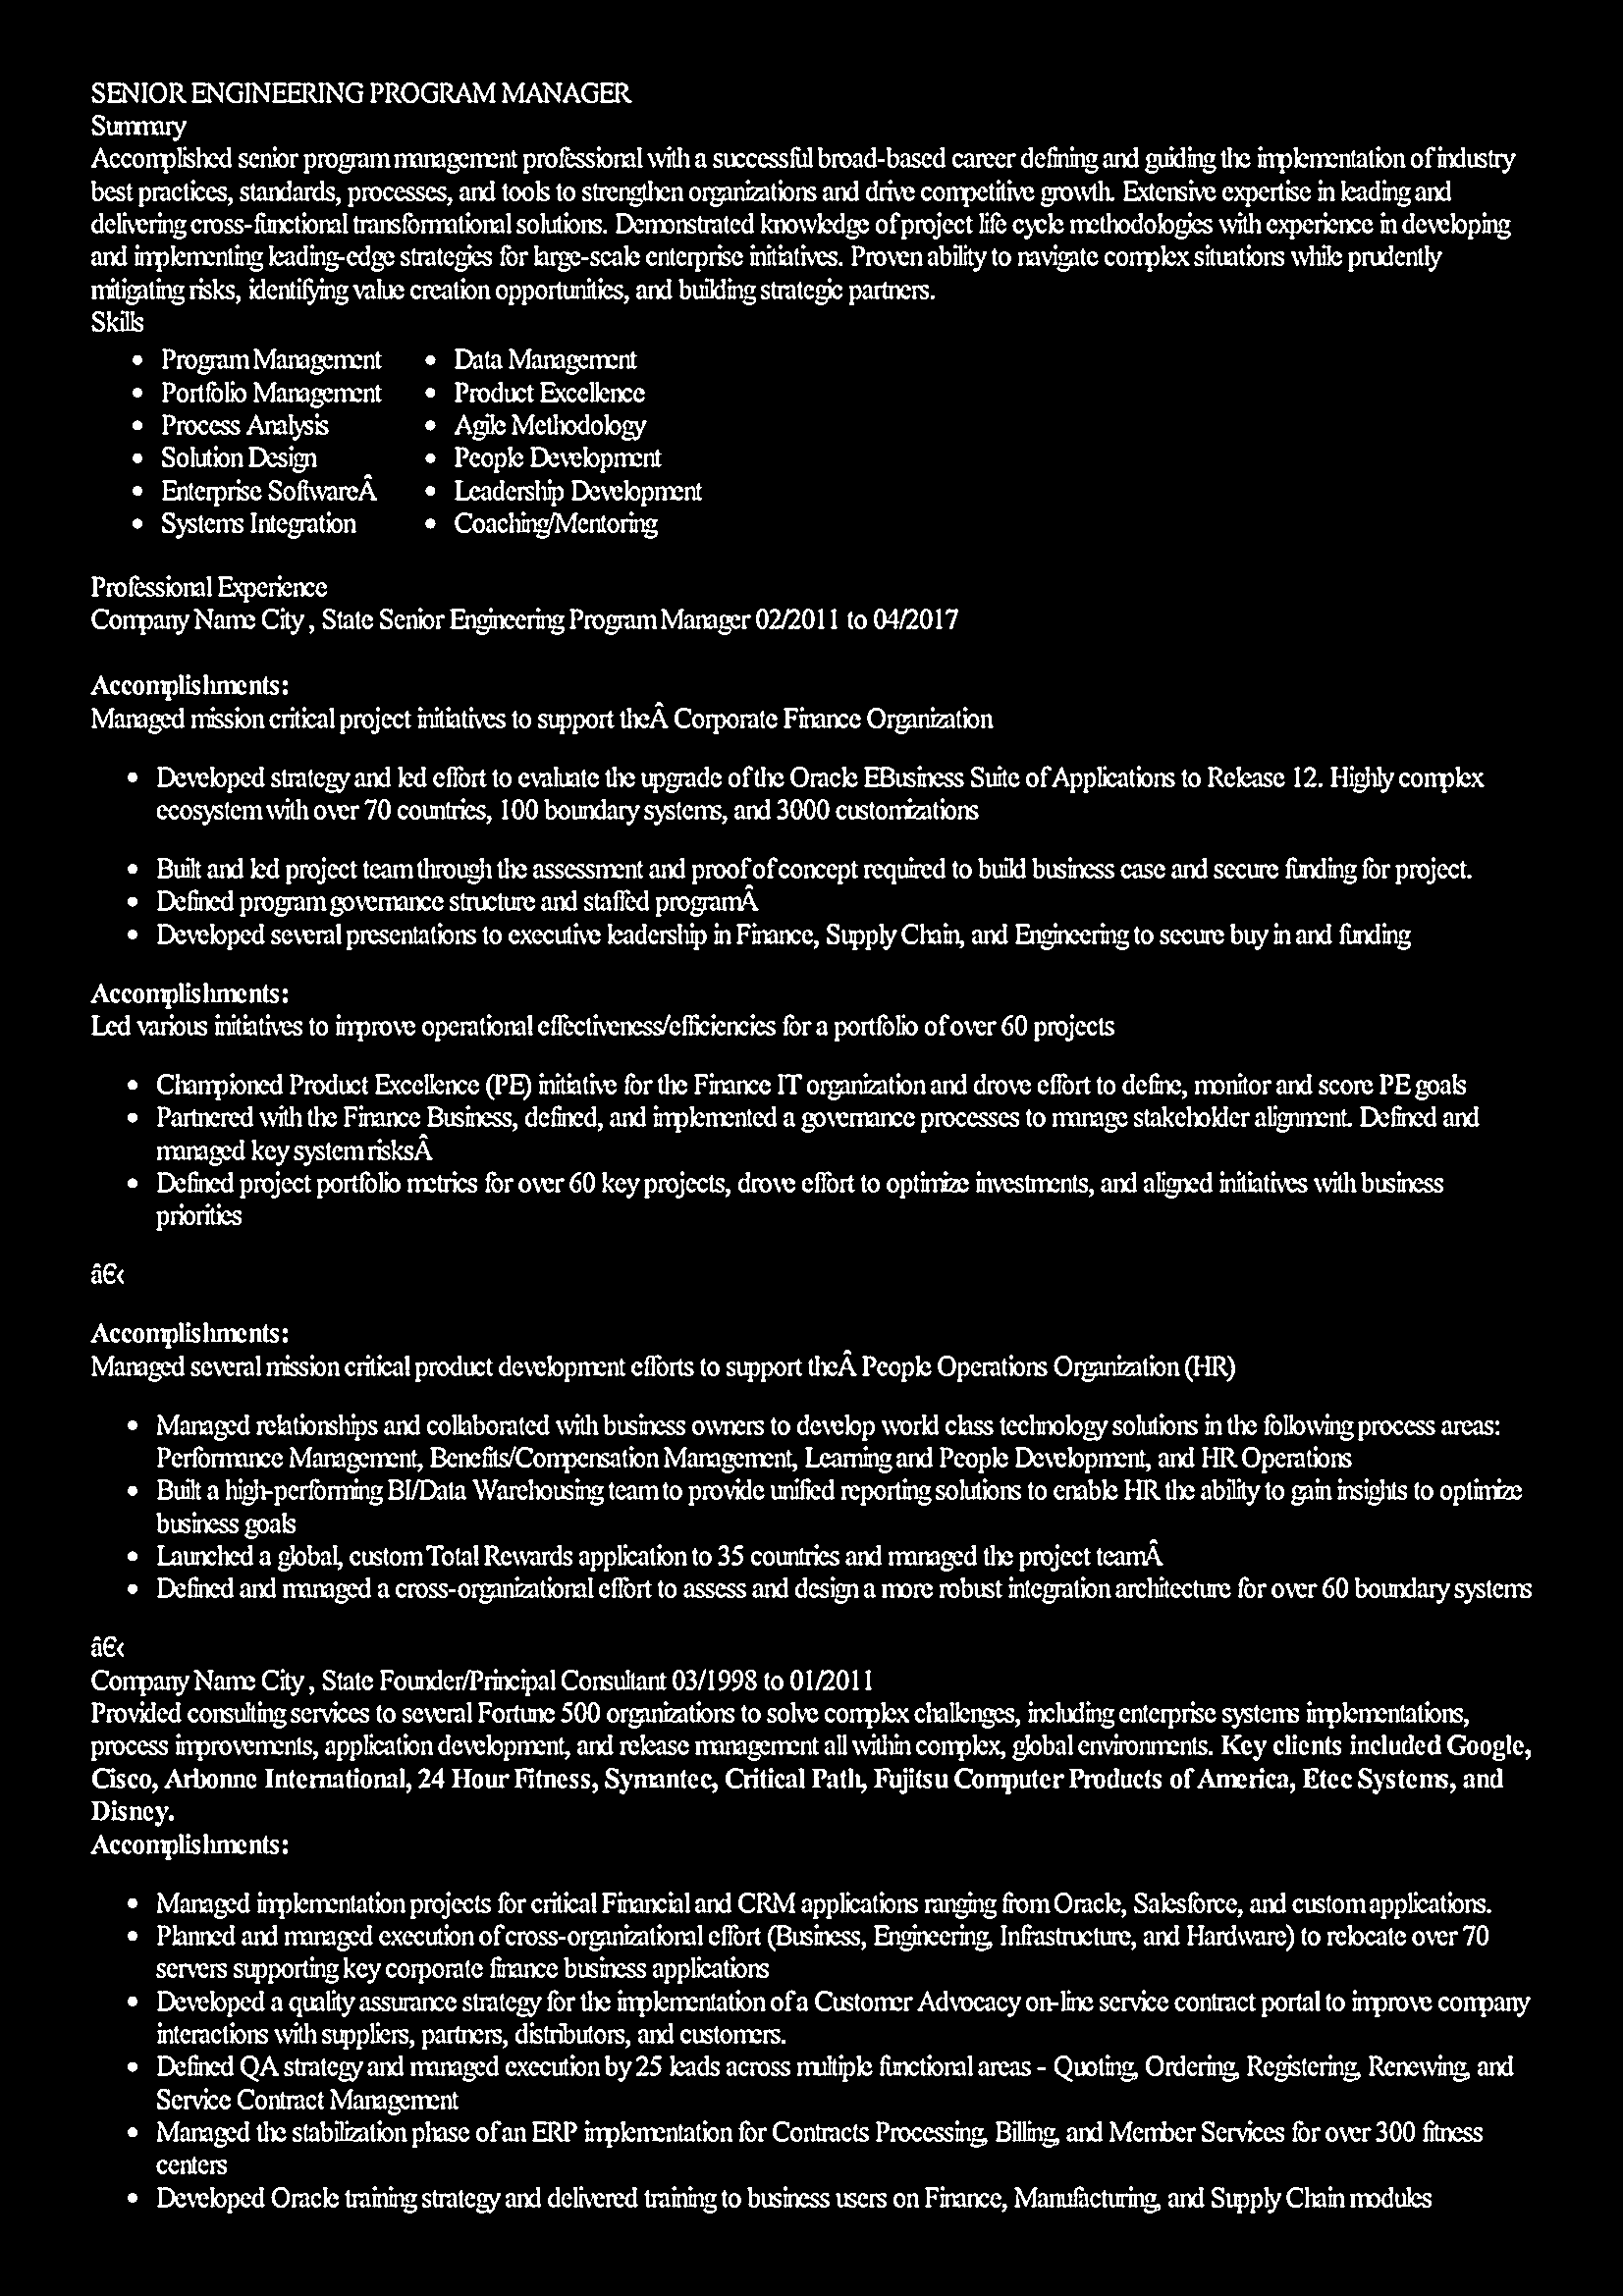 SENIOR ENGINEERING PROGRAM MANAGER
Summary
Accomplished senior program management professional with a successful broad-based career defining and guiding the implementation of industry
best practices, standards, processes, and tools to strengthen organizations and drive competitive growth. Extensive expertise in leading and
delivering cross-functional transformational solutions. Demonstrated knowledge of project life cycle methodologies with experience in developing
and implementing leading-edge strategies for large-scale enterprise initiatives. Proven ability to navigate complex situations while prudently
mitigating risks, identifying value creation opportunities, and building strategic partners.
Skills
• Program Management
• Portfolio Management
• Process Analysis
• Solution Design
• Enterprise SoftwareÂ
• Systems Integration
• Data Management
• Product Excellence
• Agile Methodology
• People Development
• Leadership Development
• Coaching/Mentoring
Professional Experience
Company Name City , State Senior Engineering Program Manager 02/2011 to 04/2017
Accomplishments:
Managed mission critical project initiatives to support theÂ Corporate Finance Organization
• Developed strategy and led effort to evaluate the upgrade of the Oracle EBusiness Suite of Applications to Release 12. Highly complex
ecosystem with over 70 countries, 100 boundary systems, and 3000 customizations
• Built and led project team through the assessment and proof of concept required to build business case and secure funding for project.
• Defined program governance structure and staffed programÂ
• Developed several presentations to executive leadership in Finance, Supply Chain, and Engineering to secure buy in and funding
Accomplishments:
Led various initiatives to improve operational effectiveness/efficiencies for a portfolio of over 60 projects
• Championed Product Excellence (PE) initiative for the Finance IT organization and drove effort to define, monitor and score PE goals
• Partnered with the Finance Business, defined, and implemented a governance processes to manage stakeholder alignment. Defined and
managed key system risksÂ
• Defined project portfolio metrics for over 60 key projects, drove effort to optimize investments, and aligned initiatives with business
priorities
â€‹
Accomplishments:
Managed several mission critical product development efforts to support theÂ People Operations Organization (HR)
• Managed relationships and collaborated with business owners to develop world class technology solutions in the following process areas:
Performance Management, Benefits/Compensation Management, Learning and People Development, and HR Operations
• Built a high-performing BI/Data Warehousing team to provide unified reporting solutions to enable HR the ability to gain insights to optimize
business goals
• Launched a global, custom Total Rewards application to 35 countries and managed the project teamÂ
• Defined and managed a cross-organizational effort to assess and design a more robust integration architecture for over 60 boundary systems
â€‹
Company Name City , State Founder/Principal Consultant 03/1998 to 01/2011
Provided consulting services to several Fortune 500 organizations to solve complex challenges, including enterprise systems implementations,
process improvements, application development, and release management all within complex, global environments. Key clients included Google,
Cisco, Arbonne International, 24 Hour Fitness, Symantec, Critical Path, Fujitsu Computer Products of America, Etec Systems, and
Disney.
Accomplishments:
• Managed implementation projects for critical Financial and CRM applications ranging from Oracle, Salesforce, and custom applications.
• Planned and managed execution of cross-organizational effort (Business, Engineering, Infrastructure, and Hardware) to relocate over 70
servers supporting key corporate finance business applications
• Developed a quality assurance strategy for the implementation of a Customer Advocacy on-line service contract portal to improve company
interactions with suppliers, partners, distributors, and customers.
• Defined QA strategy and managed execution by 25 leads across multiple functional areas - Quoting, Ordering, Registering, Renewing, and
Service Contract Management
• Managed the stabilization phase of an ERP implementation for Contracts Processing, Billing, and Member Services for over 300 fitness
centers
• Developed Oracle training strategy and delivered training to business users on Finance, Manufacturing, and Supply Chain modules